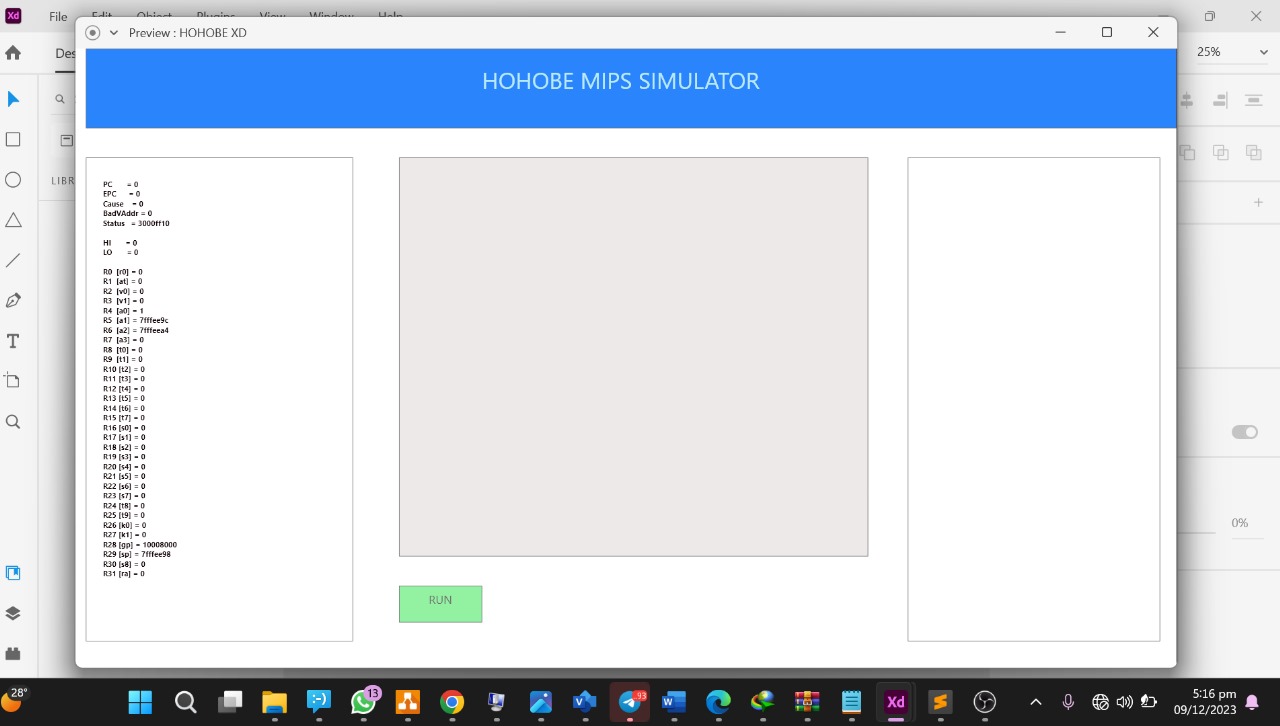 Xd File Edit Object Plugins View Window Help
Preview : HOHOBE XD
Des
25%
HOHOBE MIPS SIMULATOR
LIBR
PC = 0
EPC = 0
Cause = 0
BadVAddr = 0
Status = 3000ff10
HI = 0
LO = 0
R0 [r0] = 0
R1 [at] = 0
R2 [v0] = 0
R3 [v1] = 0
R4 [a0] = 1
R5 [a1] = 7fffee9c
R6 [a2] = 7fffeea4
R7 [a3] = 0
R8 [t0] = 0
R9 [t1] = 0
R10 [t2] = 0
R11 [t3] = 0
R12 [t4] = 0
R13 [t5] = 0
R14 [t6] = 0
R15 [t7] = 0
R16 [s0] = 0
R17 [s1] = 0
R18 [s2] = 0
R19 [s3] = 0
R20 [s4] = 0
R21 [s5] = 0
R22 [s6] = 0
R23 [s7] = 0
R24 [t8] = 0
R25 [t9] = 0
R26 [k0] = 0
R27 [k1] = 0
R28 [gp] = 10008000
R29 [sp] = 7fffee98
R30 [s8] = 0
R31 [ra] = 0
0%
RUN
28°
13
93
W
Xd
5:16 pm
09/12/2023